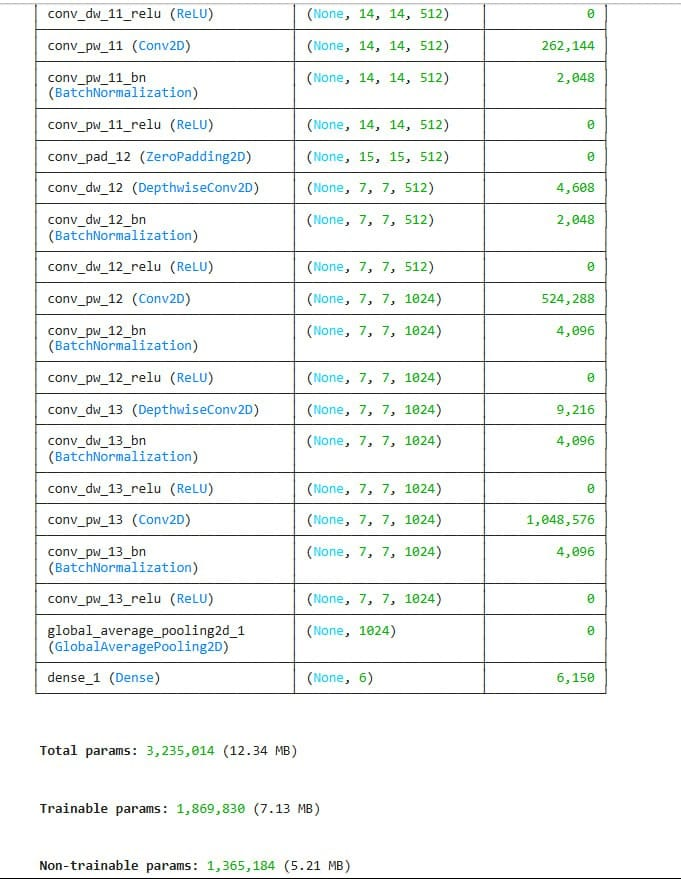 conv_dw_11_relu (ReLU) (None, 14, 14, 512) 0
conv_pw_11 (Conv2D) (None, 14, 14, 512) 262,144
conv_pw_11_bn (None, 14, 14, 512) 2,048
(BatchNormalization)
conv_pw_11_relu (ReLU) (None, 14, 14, 512) 0
conv_pad_12 (ZeroPadding2D) (None, 15, 15, 512) 0
conv_dw_12 (DepthwiseConv2D) (None, 7, 7, 512) 4,608
conv_dw_12_bn (None, 7, 7, 512) 2,048
(BatchNormalization)
conv_dw_12_relu (ReLU) (None, 7, 7, 512) 0
conv_pw_12 (Conv2D) (None, 7, 7, 1024) 524,288
conv_pw_12_bn (None, 7, 7, 1024) 4,096
(BatchNormalization)
conv_pw_12_relu (ReLU) (None, 7, 7, 1024) 0
conv_dw_13 (DepthwiseConv2D) (None, 7, 7, 1024) 9,216
conv_dw_13_bn (None, 7, 7, 1024) 4,096
(BatchNormalization)
conv_dw_13_relu (ReLU) (None, 7, 7, 1024) 0
conv_pw_13 (Conv2D) (None, 7, 7, 1024) 1,048,576
conv_pw_13_bn (None, 7, 7, 1024) 4,096
(BatchNormalization)
conv_pw_13_relu (ReLU) (None, 7, 7, 1024) 0
global_average_pooling2d_1 (None, 1024) 0
(GlobalAveragePooling2D)
dense_1 (Dense) (None, 6) 6,150
Total params: 3,235,014 (12.34 MB)
Trainable params: 1,869,830 (7.13 MB)
Non-trainable params: 1,365,184 (5.21 MB)